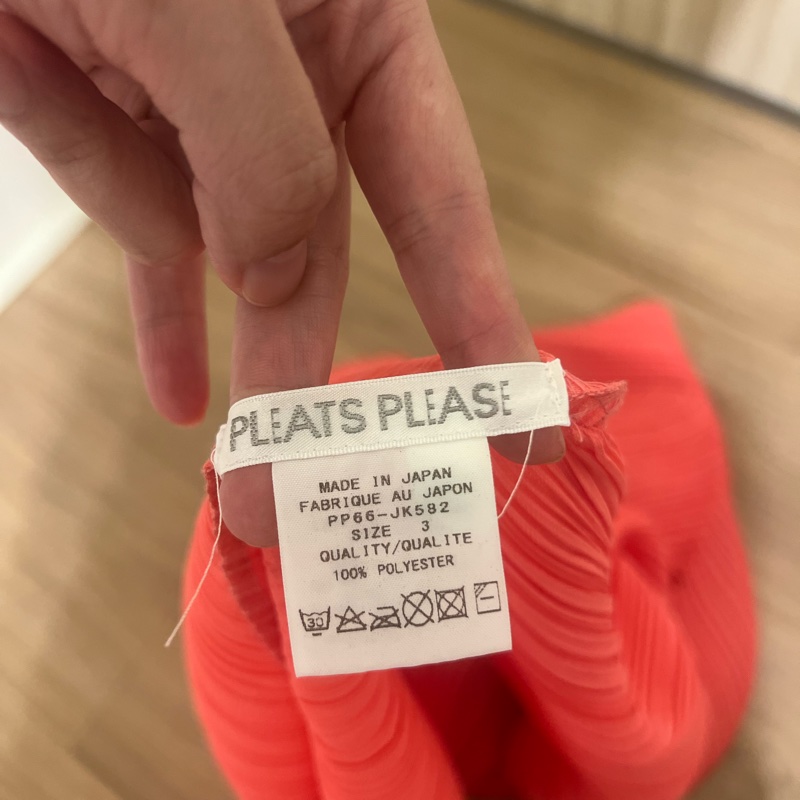 PLEATS PLEASE
MADE IN JAPAN
FABRIQUE AU JAPON
PP66-JK582
SIZE 3
QUALITY/QUALITE
100% POLYESTER
30